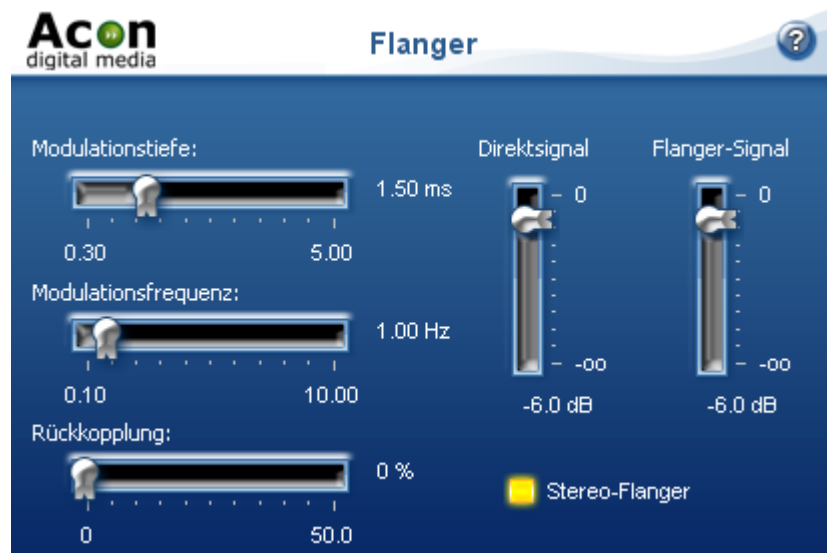 Acon
digital media
Flanger
?
Modulationstiefe:
1.50 ms
0.30
5.00
Modulationsfrequenz:
1.00 Hz
0.10
10.00
Rückkopplung:
0 %
0
50.0
Direktsignal
0
-oo
-6.0 dB
Flanger-Signal
0
-oo
-6.0 dB
Stereo-Flanger